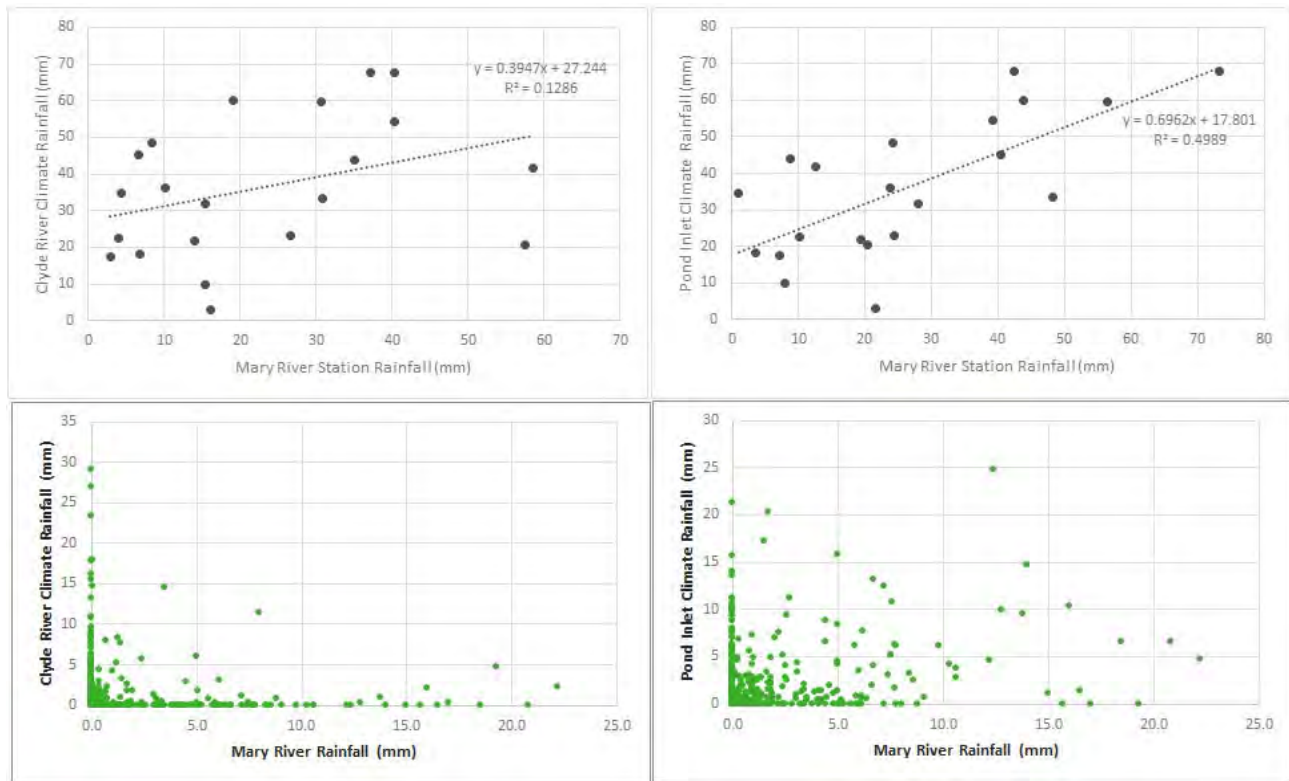 80
70
60
50
40
30
20
10
0
Clyde River Climate Rainfall (mm)
y = 0.3947x + 27.244
R² = 0.1286
0 10 20 30 40 50 60 70
Mary River Station Rainfall (mm)
80
70
60
50
40
30
20
10
0
Pond Inlet Climate Rainfall (mm)
y = 0.6962x + 17.801
R² = 0.4989
0 10 20 30 40 50 60 70 80
Mary River Station Rainfall (mm)
35
30
25
20
15
10
5
0
Clyde River Climate Rainfall (mm)
0.0 5.0 10.0 15.0 20.0 25.0
Mary River Rainfall (mm)
30
25
20
15
10
5
0
Pond Inlet Climate Rainfall (mm)
0.0 5.0 10.0 15.0 20.0 25.0
Mary River Rainfall (mm)